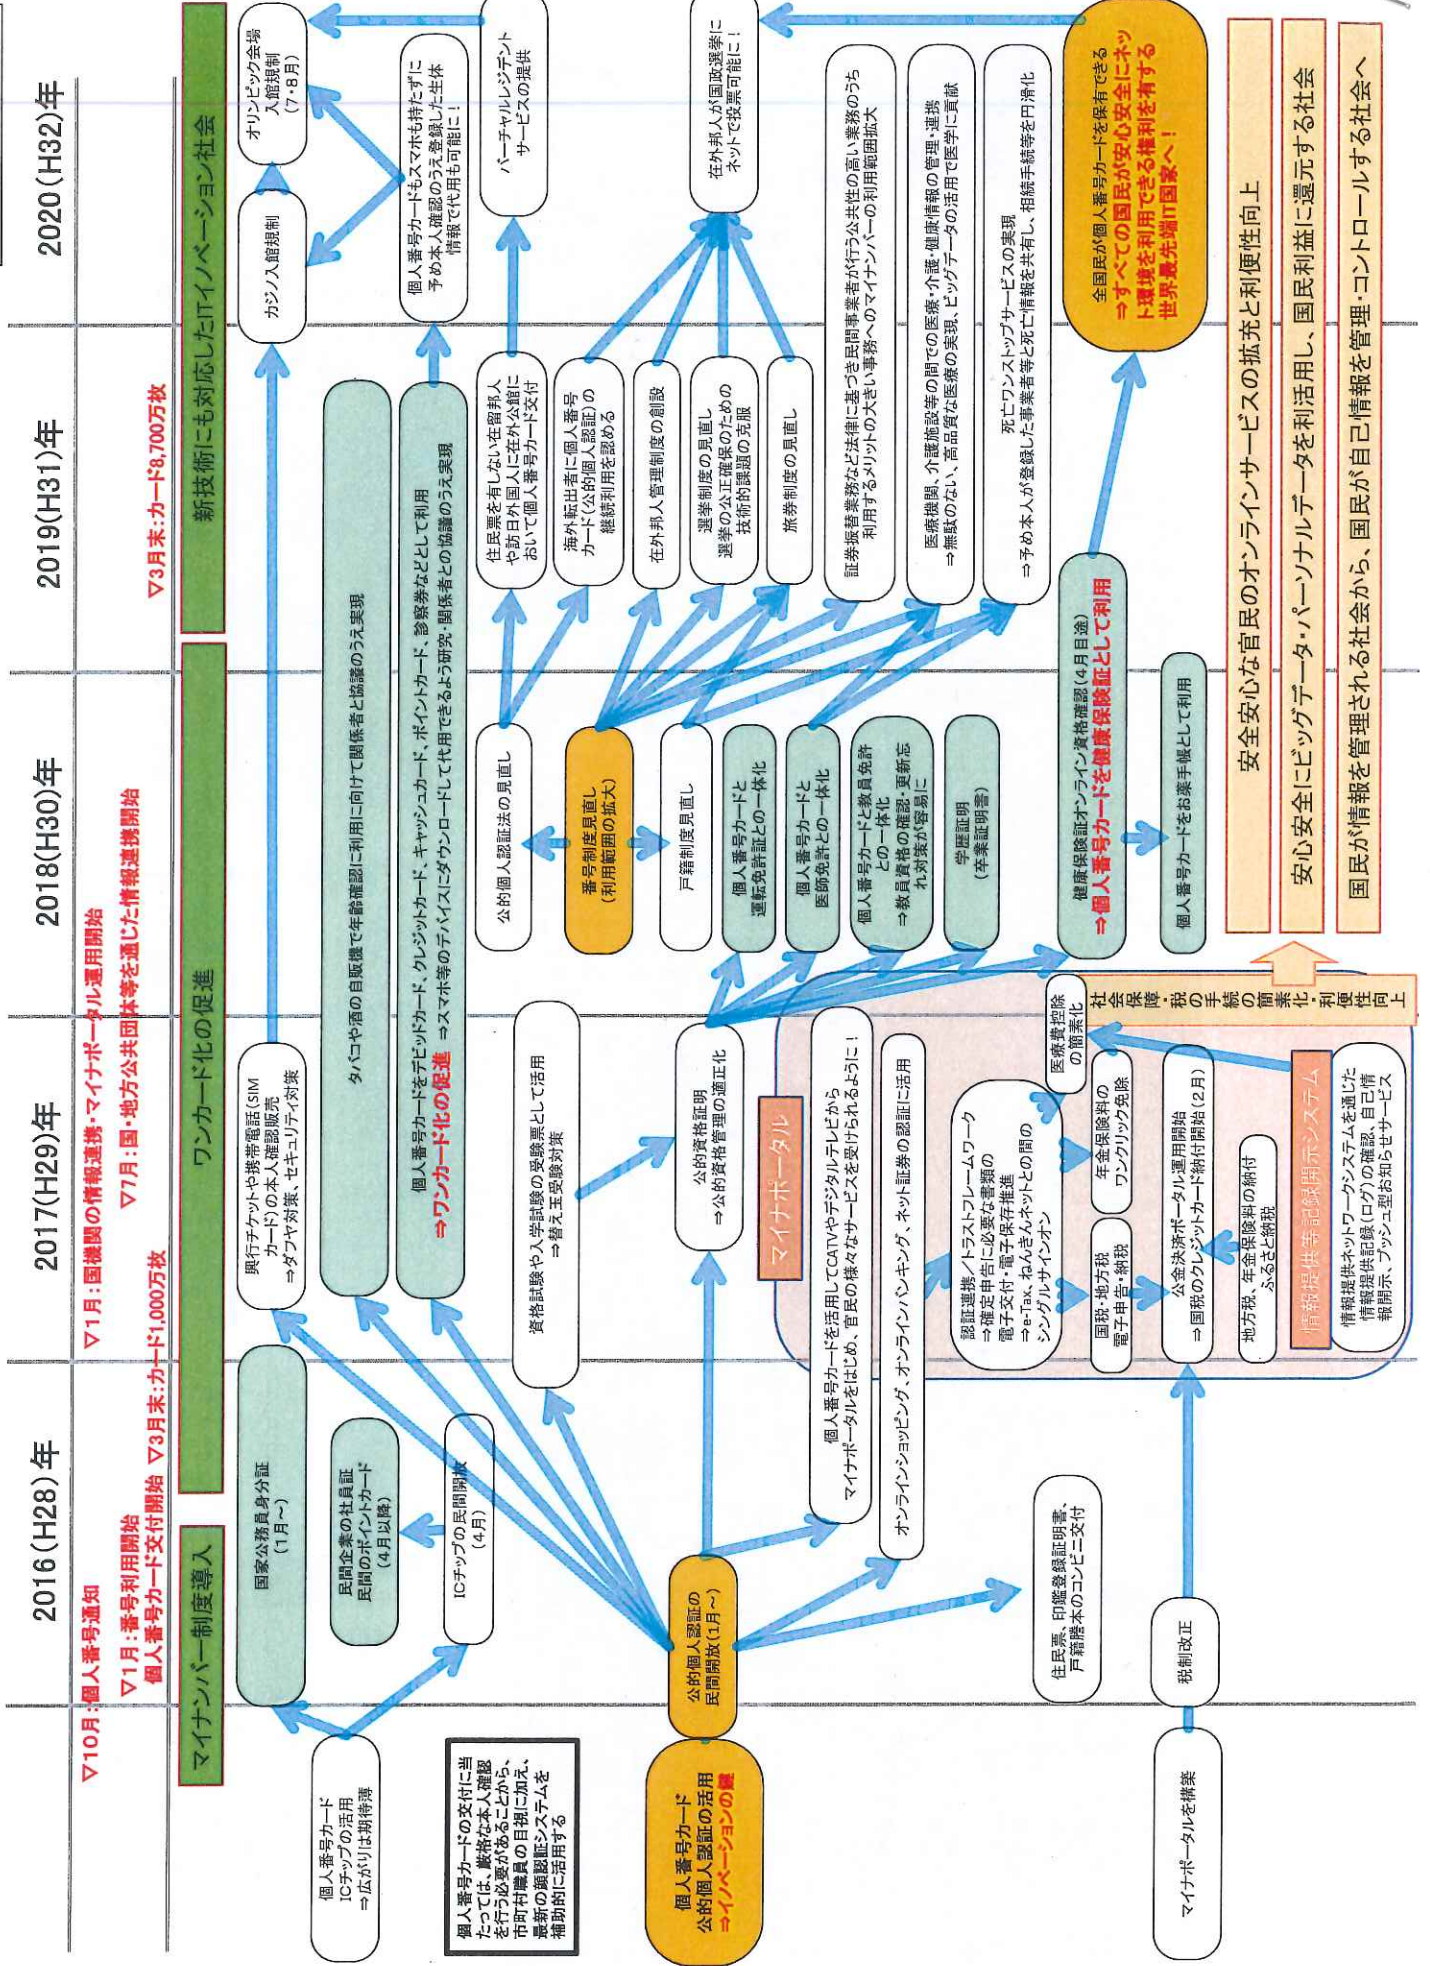 2016(H28)年
2017(H29)年
2018(H30)年
2019(H31)年
2020(H32)年
▽10月:個人番号通知
▽1月:番号利用開始
個人番号カード交付開始
▽3月末:カード1,000万枚
▽1月:国機関の情報連携・マイナポータル運用開始
▽7月:国・地方公共団体等を通じた情報連携開始
▽3月末:カード8,700万枚
マイナンバー制度導入
ワンカード化の促進
新技術にも対応したITイノベーション社会
個人番号カード
ICチップの活用
⇒広がりは期待薄
個人番号カードの交付に当
たっては、厳格な本人確認
を行う必要があることから、
市町村職員の目視に加え、
最新の顔認証システムを
補助的に活用する
個人番号カード
公的個人認証の活用
⇒イノベーションの鍵
マイナポータルを構築
国家公務員身分証
(1月~)
民間企業の社員証
民間のポイントカード
(4月以降)
ICチップの民間開放
(4月)
公的個人認証の
民間開放(1月~)
住民票、印鑑登録証明書、
戸籍謄本のコンビニ交付
税制改正
興行チケットや携帯電話(SIM
カード)の本人確認販売
⇒ダフヤ対策、セキュリティ対策
タバコや酒の自販機で年齢確認に利用に向けて関係者と協議のうえ実現
個人番号カードをデビッドカード、クレジットカード、キャッシュカード、ポイントカード、診察券などとして利用
⇒ワンカード化の促進 ⇒スマホ等のデバイスにダウンロードして代用できるよう研究・関係者との協議のうえ実現
資格試験や入学試験の受験票として活用
⇒替え玉受験対策
公的資格証明
⇒公的資格管理の適正化
マイナポータル
個人番号カードを活用してCATVやデジタルテレビから
マイナポータルをはじめ、官民の様々なサービスを受けられるように!
オンラインショッピング、オンラインバンキング、ネット証券の認証に活用
認証連携/トラストフレームワーク
⇒確定申告に必要な書類の
電子交付・電子保存推進
⇒e-Tax、ねんきんネットとの間の
シングルサインオン
医療費控除
の簡素化
国税・地方税
電子申告・納税
年金保険料の
ワンクリック免除
公金決済ポータル運用開始
⇒国税のクレジットカード納付開始(2月)
地方税、年金保険料の納付
ふるさと納税
情報提供等記録開示システム
情報提供ネットワークシステムを通じた
情報提供記録(ログ)の確認、自己情
報開示、プッシュ型お知らせサービス
社会保障・税の手続の簡素化・利便性向上
公的個人認証法の見直し
番号制度見直し
(利用範囲の拡大)
戸籍制度見直し
個人番号カードと
運転免許証との一体化
個人番号カードと
医師免許との一体化
個人番号カードと教員免許
との一体化
⇒教員資格の確認・更新忘
れ対策が容易に
学歴証明
(卒業証明書)
健康保険証オンライン資格確認(4月目途)
⇒個人番号カードを健康保険証として利用
個人番号カードをお薬手帳として利用
住民票を有しない在留邦人
や訪日外国人に在外公館に
おいて個人番号カード交付
海外転出者に個人番号
カード(公的個人認証)の
継続利用を認める
在外邦人管理制度の創設
選挙制度の見直し
選挙の公正確保のための
技術的課題の克服
旅券制度の見直し
証券振替業務など法律に基づき民間事業者が行う公共性の高い業務のうち
利用するメリットの大きい事務へのマイナンバーの利用範囲拡大
医療機関、介護施設等の間での医療・介護・健康情報の管理・連携
⇒無駄のない、高品質な医療の実現、ビッグデータの活用で医学に貢献
死亡ワンストップサービスの実現
⇒予め本人が登録した事業者等と死亡情報を共有し、相続手続等を円滑化
カジノ入館規制
オリンピック会場
入館規制
(7・8月)
個人番号カードもスマホも持たずに
予め本人確認のうえ登録した生体
情報で代用も可能に!
バーチャルレジデント
サービスの提供
在外邦人が国政選挙に
ネットで投票可能に!
全国民が個人番号カードを保有できる
⇒すべての国民が安心安全にネッ
ト環境を利用できる権利を有する
世界最先端IT国家へ!
安全安心な官民のオンラインサービスの拡充と利便性向上
安心安全にビッグデータ・パーソナルデータを利活用し、国民利益に還元する社会
国民が情報を管理される社会から、国民が自己情報を管理・コントロールする社会へ